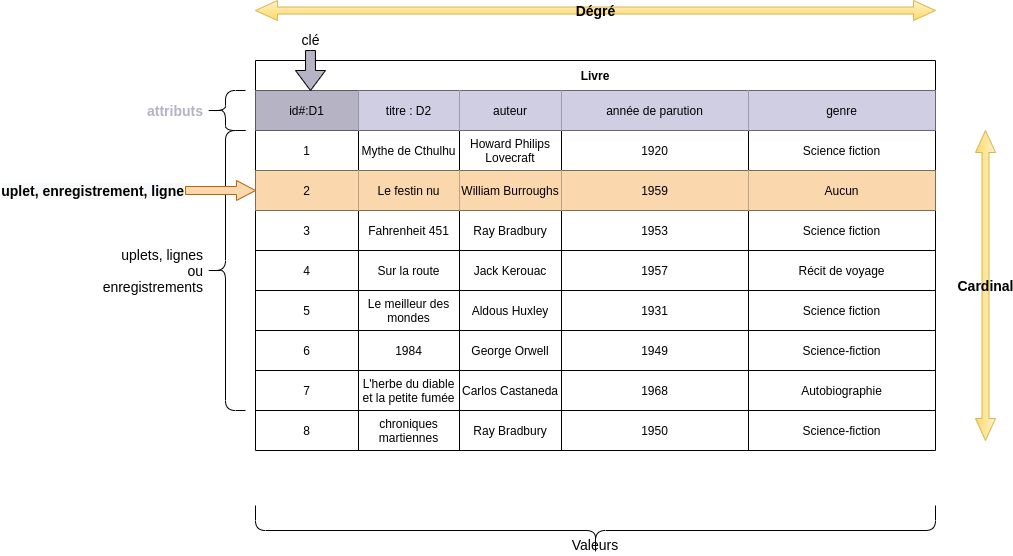 Dégré
clé
Livre
attributs
id#:D1 titre : D2 auteur année de parution genre
1 Mythe de Cthulhu Howard Philips Lovecraft 1920 Science fiction
uplet, enregistrement, ligne 2 Le festin nu William Burroughs 1959 Aucun
3 Fahrenheit 451 Ray Bradbury 1953 Science fiction
uplets, lignes
ou
enregistrements
4 Sur la route Jack Kerouac 1957 Récit de voyage
Cardinal
5 Le meilleur des mondes Aldous Huxley 1931 Science fiction
6 1984 George Orwell 1949 Science-fiction
7 L'herbe du diable et la petite fumée Carlos Castaneda 1968 Autobiographie
8 chroniques martiennes Ray Bradbury 1950 Science-fiction
Valeurs